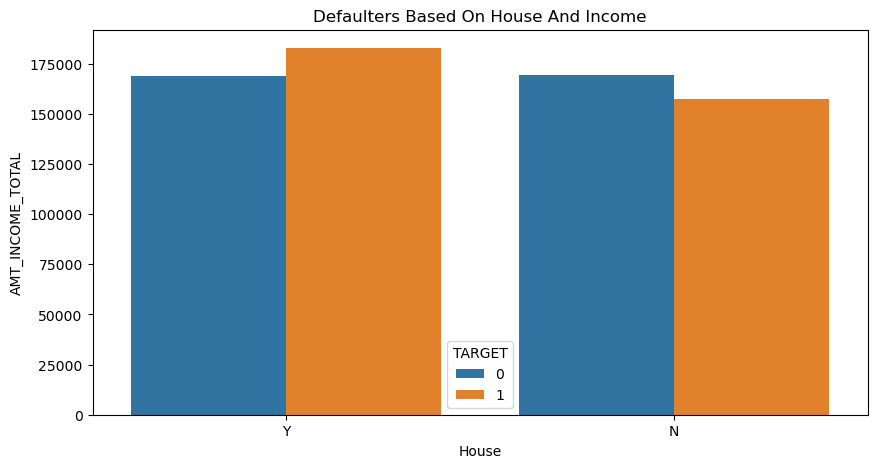 Defaulters Based On House And Income
AMT_INCOME_TOTAL
175000
150000
125000
100000
75000
50000
25000
0
TARGET
0
1
Y
N
House